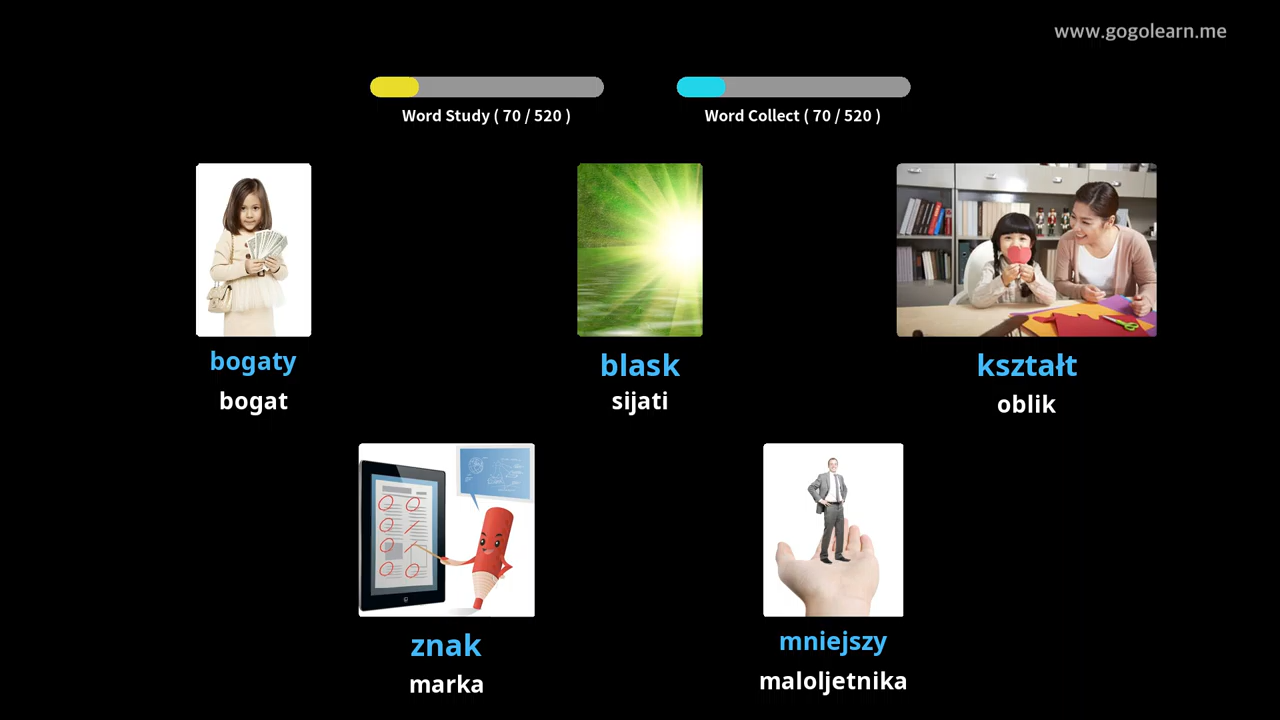 www.gogolearn.me
Word Study ( 70 / 520 )
Word Collect ( 70 / 520 )
bogaty
bogat
blask
sijati
kształt
oblik
znak
marka
mniejszy
maloljetnika